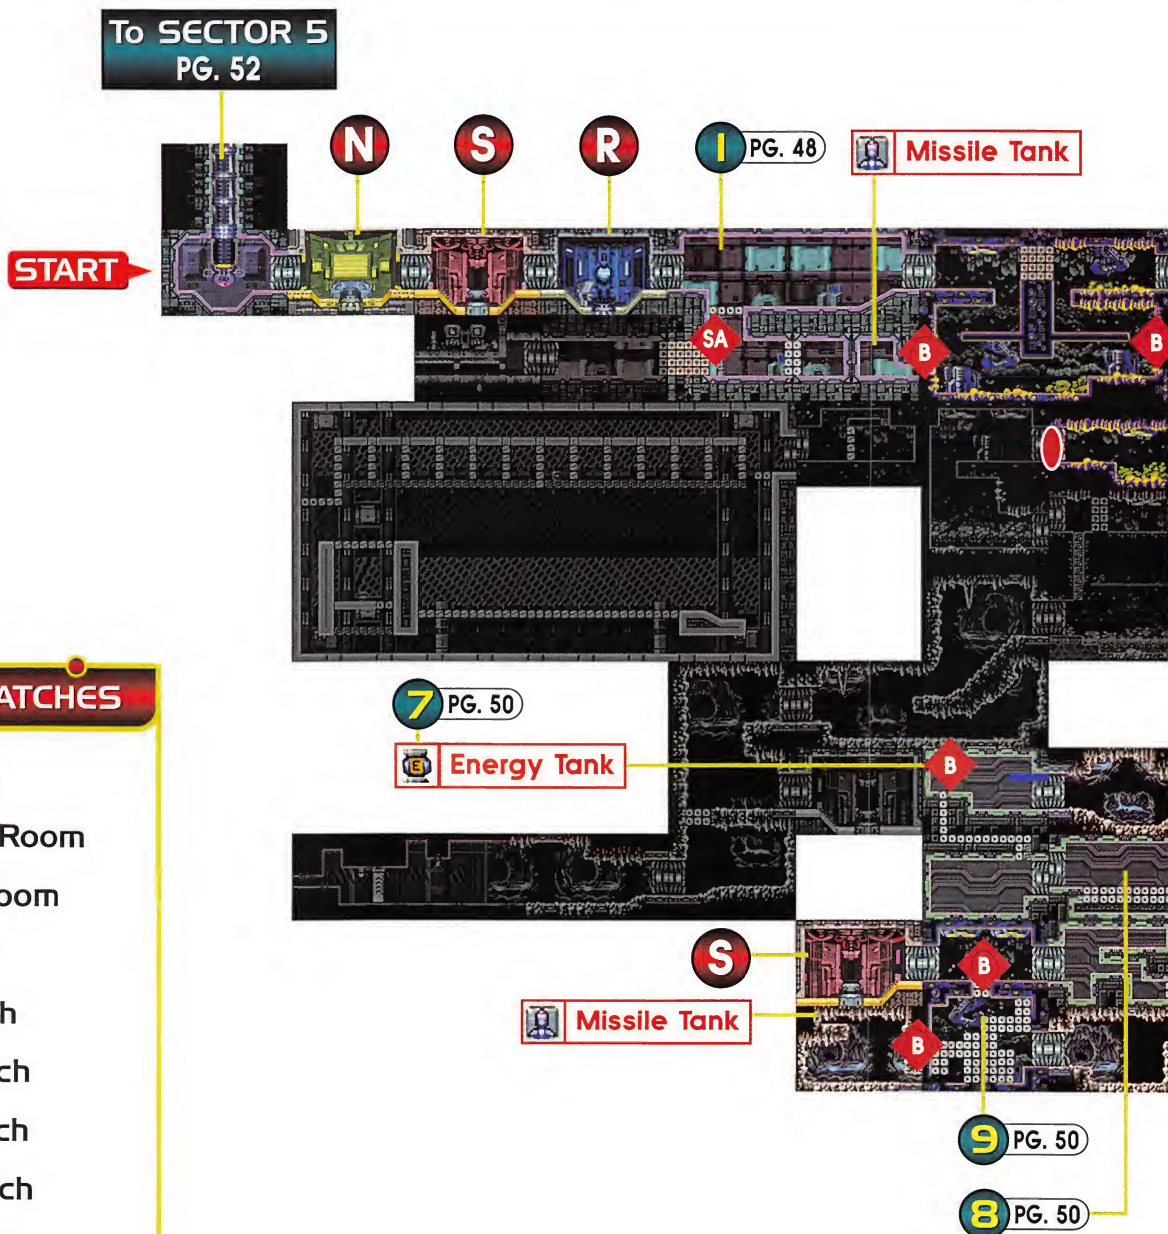 To SECTOR 5
PG. 52
N
S
R
1 PG. 48
Missile Tank
START
SA
B
B
7 PG. 50
E Energy Tank
B
ATCHES
Room
oom
h
ch
ch
ch
S
B
Missile Tank
B
9 PG. 50
8 PG. 50